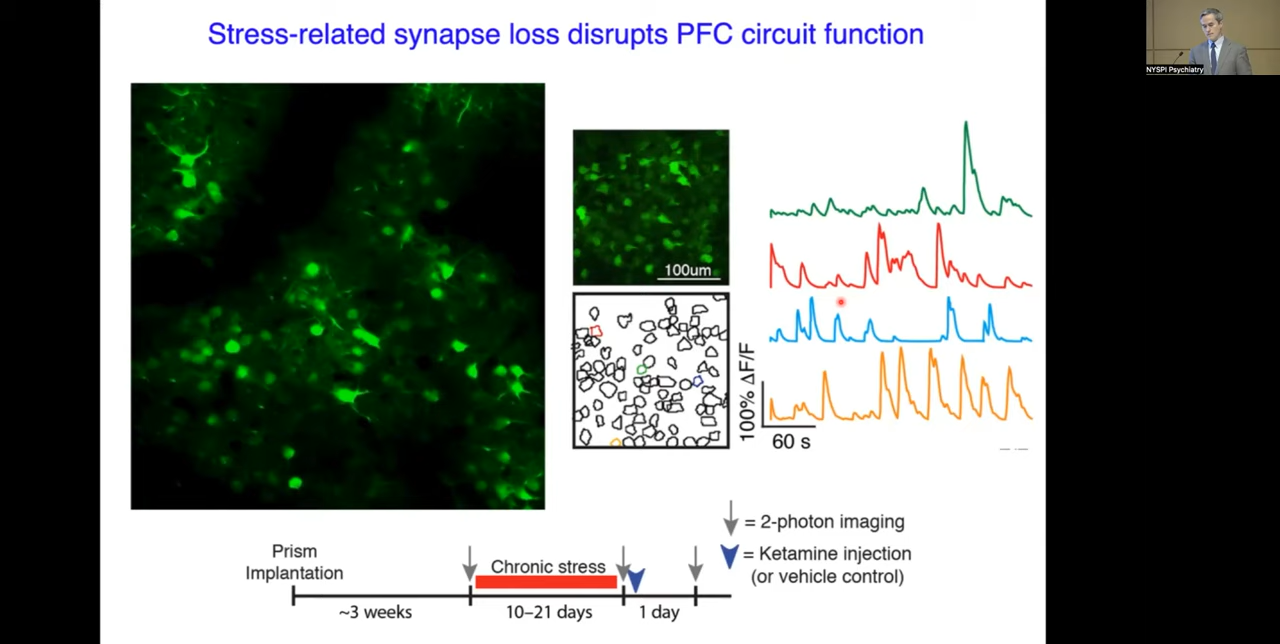 Stress-related synapse loss disrupts PFC circuit function
NYSPI Psychiatry
100um
100% ΔF/F
60 s
= 2-photon imaging
= Ketamine injection
(or vehicle control)
Prism
Implantation
Chronic stress
~3 weeks
10–21 days
1 day